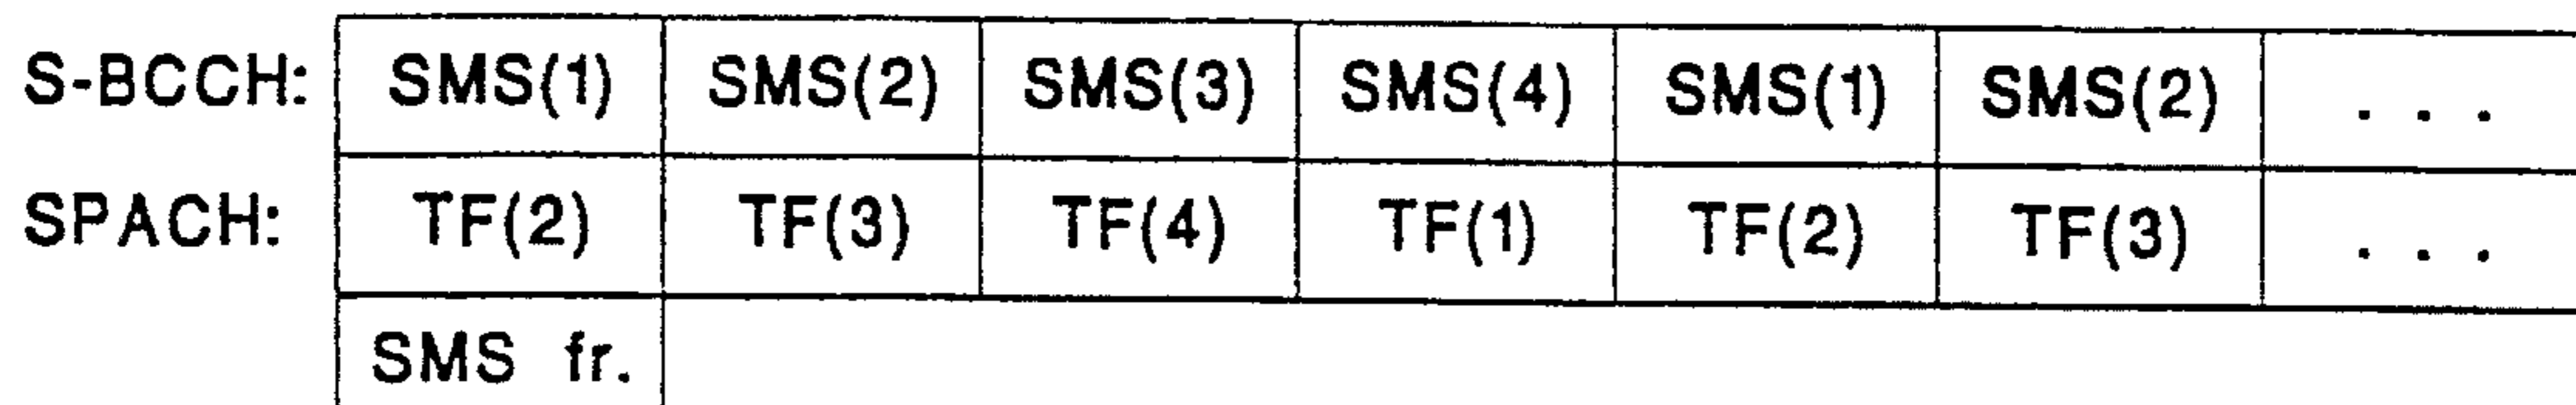 S-BCCH: SMS(1) SMS(2) SMS(3) SMS(4) SMS(1) SMS(2) . . .
SPACH: TF(2) TF(3) TF(4) TF(1) TF(2) TF(3) . . .
SMS fr.